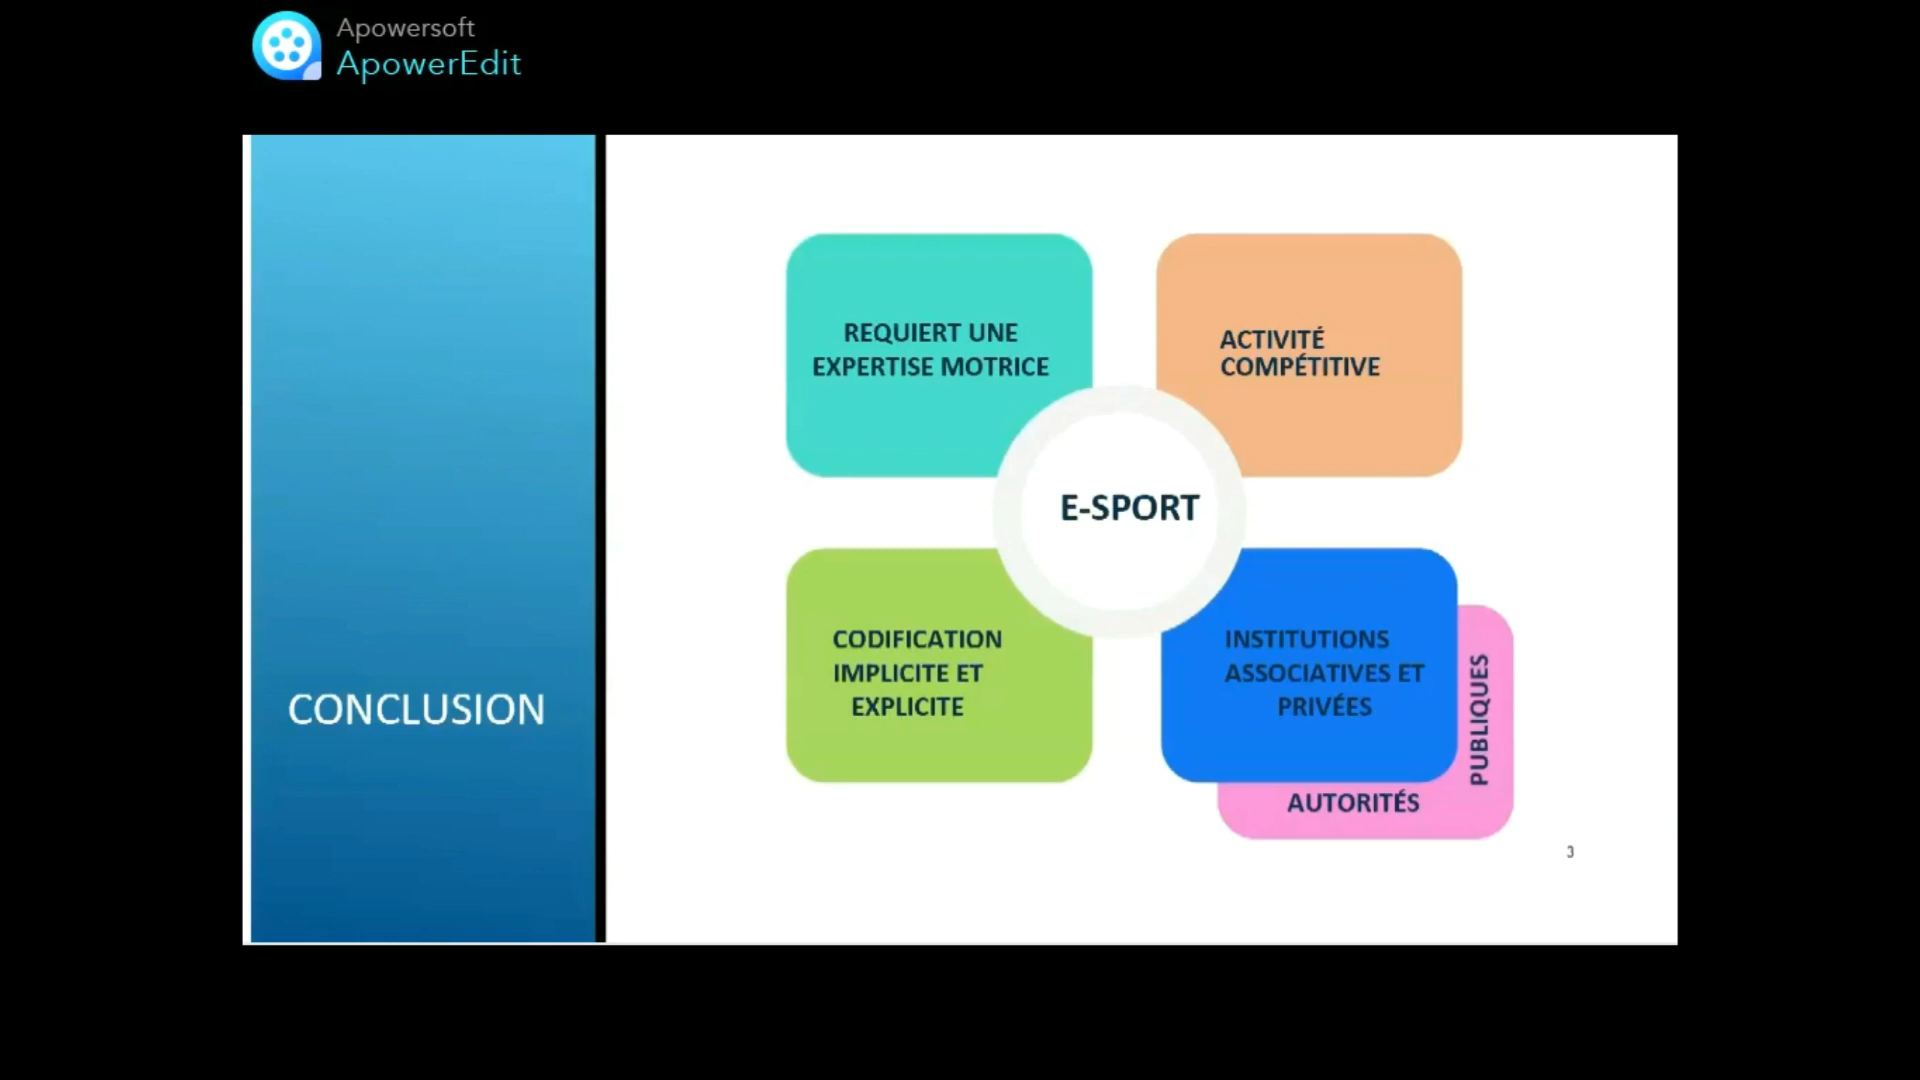 Apowersoft
ApowerEdit
CONCLUSION
REQUIERT UNE
EXPERTISE MOTRICE
ACTIVITÉ
COMPÉTITIVE
E-SPORT
CODIFICATION
IMPLICITE ET
EXPLICITE
INSTITUTIONS
ASSOCIATIVES ET
PRIVÉES
AUTORITÉS
PUBLIQUES
3